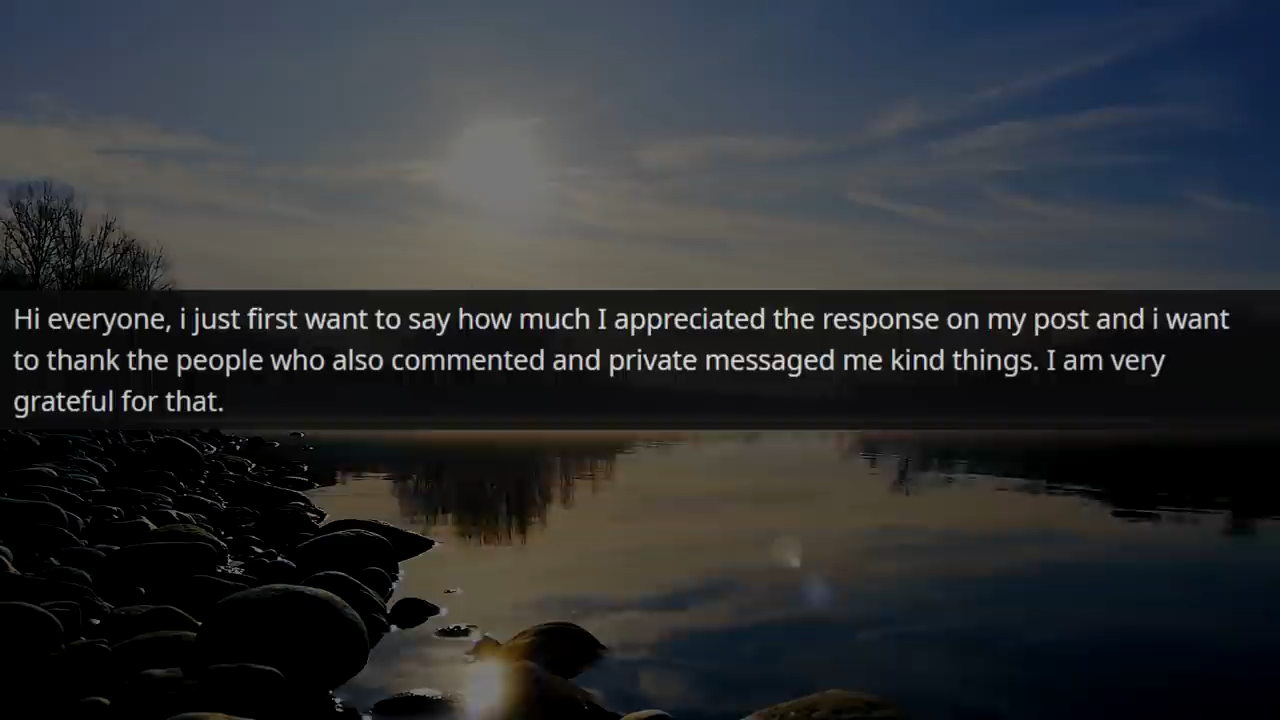 Hi everyone, i just first want to say how much I appreciated the response on my post and i want
to thank the people who also commented and private messaged me kind things. I am very
grateful for that.